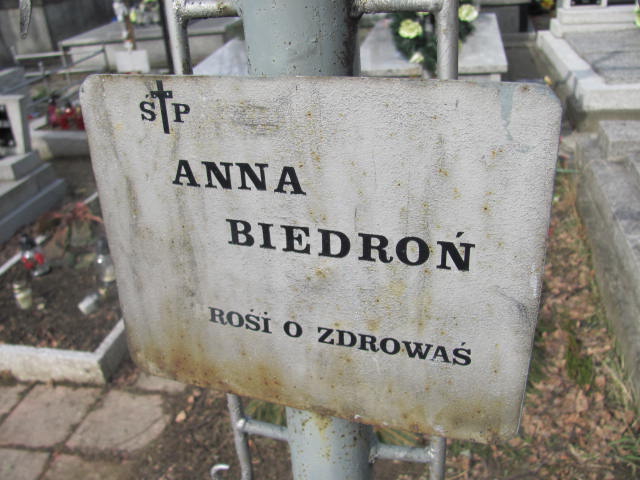 Ś✝P
ANNA
BIEDROŃ
ROŚI O ZDROWAŚ